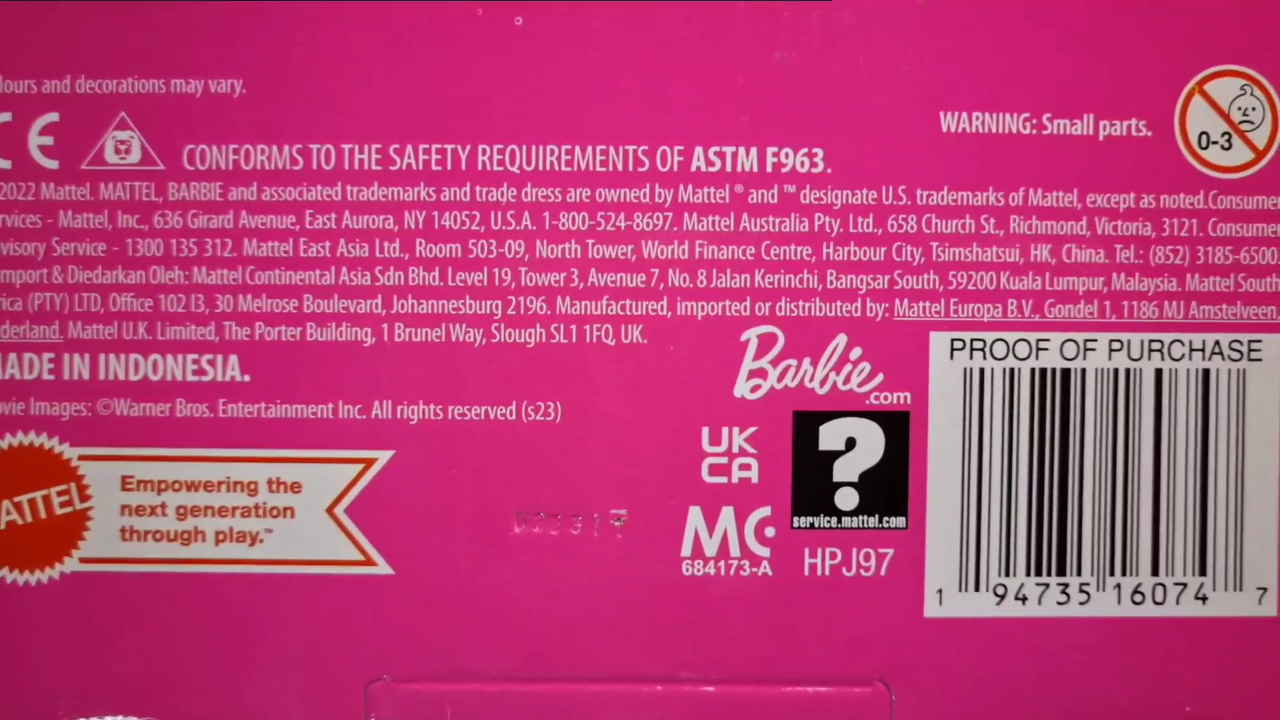 lours and decorations may vary.
WARNING: Small parts.
0-3
CE
CONFORMS TO THE SAFETY REQUIREMENTS OF ASTM F963.
2022 Mattel. MATTEL, BARBIE and associated trademarks and trade dress are owned by Mattel ® and ™ designate U.S. trademarks of Mattel, except as noted.Consumer
rvices - Mattel, Inc., 636 Girard Avenue, East Aurora, NY 14052, U.S.A. 1-800-524-8697. Mattel Australia Pty. Ltd., 658 Church St., Richmond, Victoria, 3121. Consumer
visory Service - 1300 135 312. Mattel East Asia Ltd., Room 503-09, North Tower, World Finance Centre, Harbour City, Tsimshatsui, HK, China. Tel.: (852) 3185-6500.
mport & Diedarkan Oleh: Mattel Continental Asia Sdn Bhd. Level 19, Tower 3, Avenue 7, No. 8 Jalan Kerinchi, Bangsar South, 59200 Kuala Lumpur, Malaysia. Mattel South
rica (PTY) LTD, Office 102 I3, 30 Melrose Boulevard, Johannesburg 2196. Manufactured, imported or distributed by: Mattel Europa B.V., Gondel 1, 1186 MJ Amstelveen,
derland. Mattel U.K. Limited, The Porter Building, 1 Brunel Way, Slough SL1 1FQ, UK.
ADE IN INDONESIA.
vie Images: ©Warner Bros. Entertainment Inc. All rights reserved (s23)
MATTEL
Empowering the
next generation
through play.™
Barbie
.com
UK
CA
?
service.mattel.com
MC
684173-A
HPJ97
PROOF OF PURCHASE
1 94735 16074 7